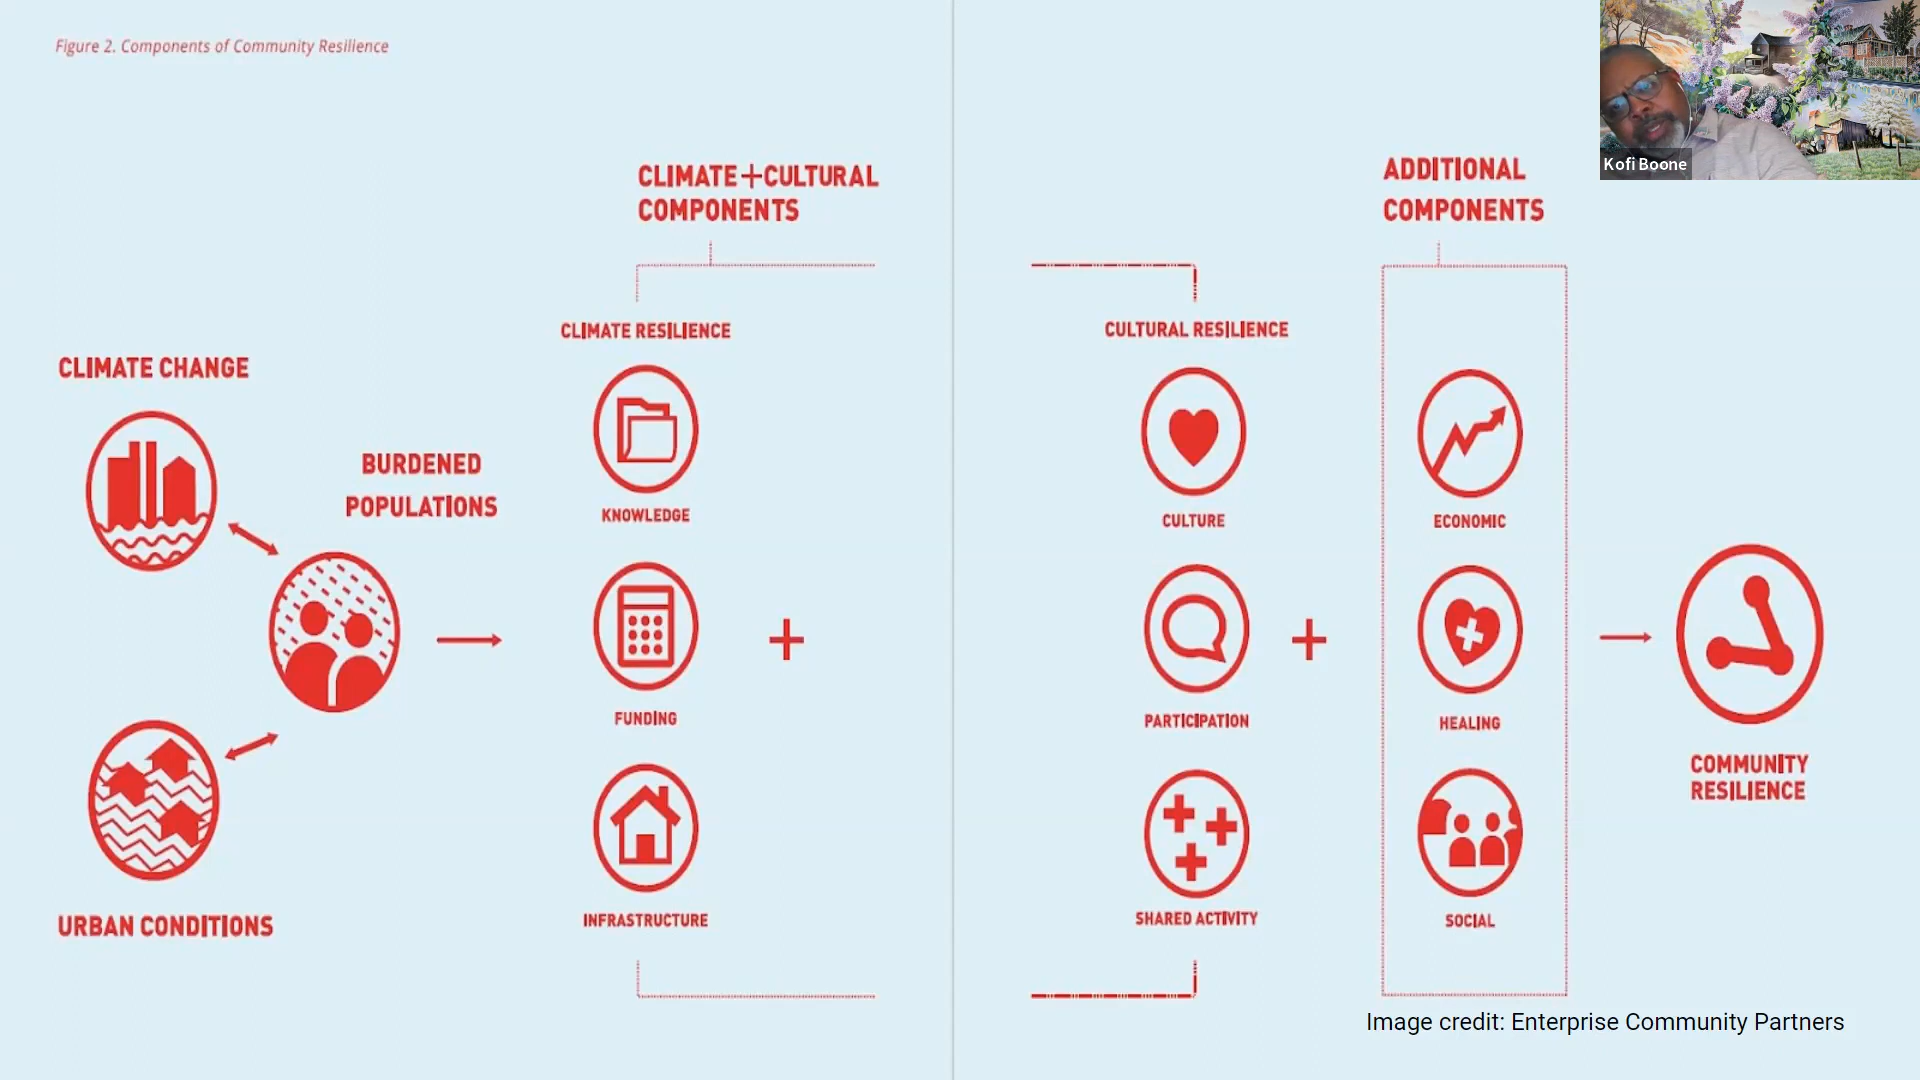 Figure 2. Components of Community Resilience
Kofi Boone
CLIMATE+CULTURAL
COMPONENTS
ADDITIONAL
COMPONENTS
CLIMATE CHANGE
BURDENED
POPULATIONS
URBAN CONDITIONS
CLIMATE RESILIENCE
KNOWLEDGE
FUNDING
INFRASTRUCTURE
+
CULTURAL RESILIENCE
CULTURE
PARTICIPATION
SHARED ACTIVITY
+
ECONOMIC
HEALING
SOCIAL
COMMUNITY
RESILIENCE
Image credit: Enterprise Community Partners